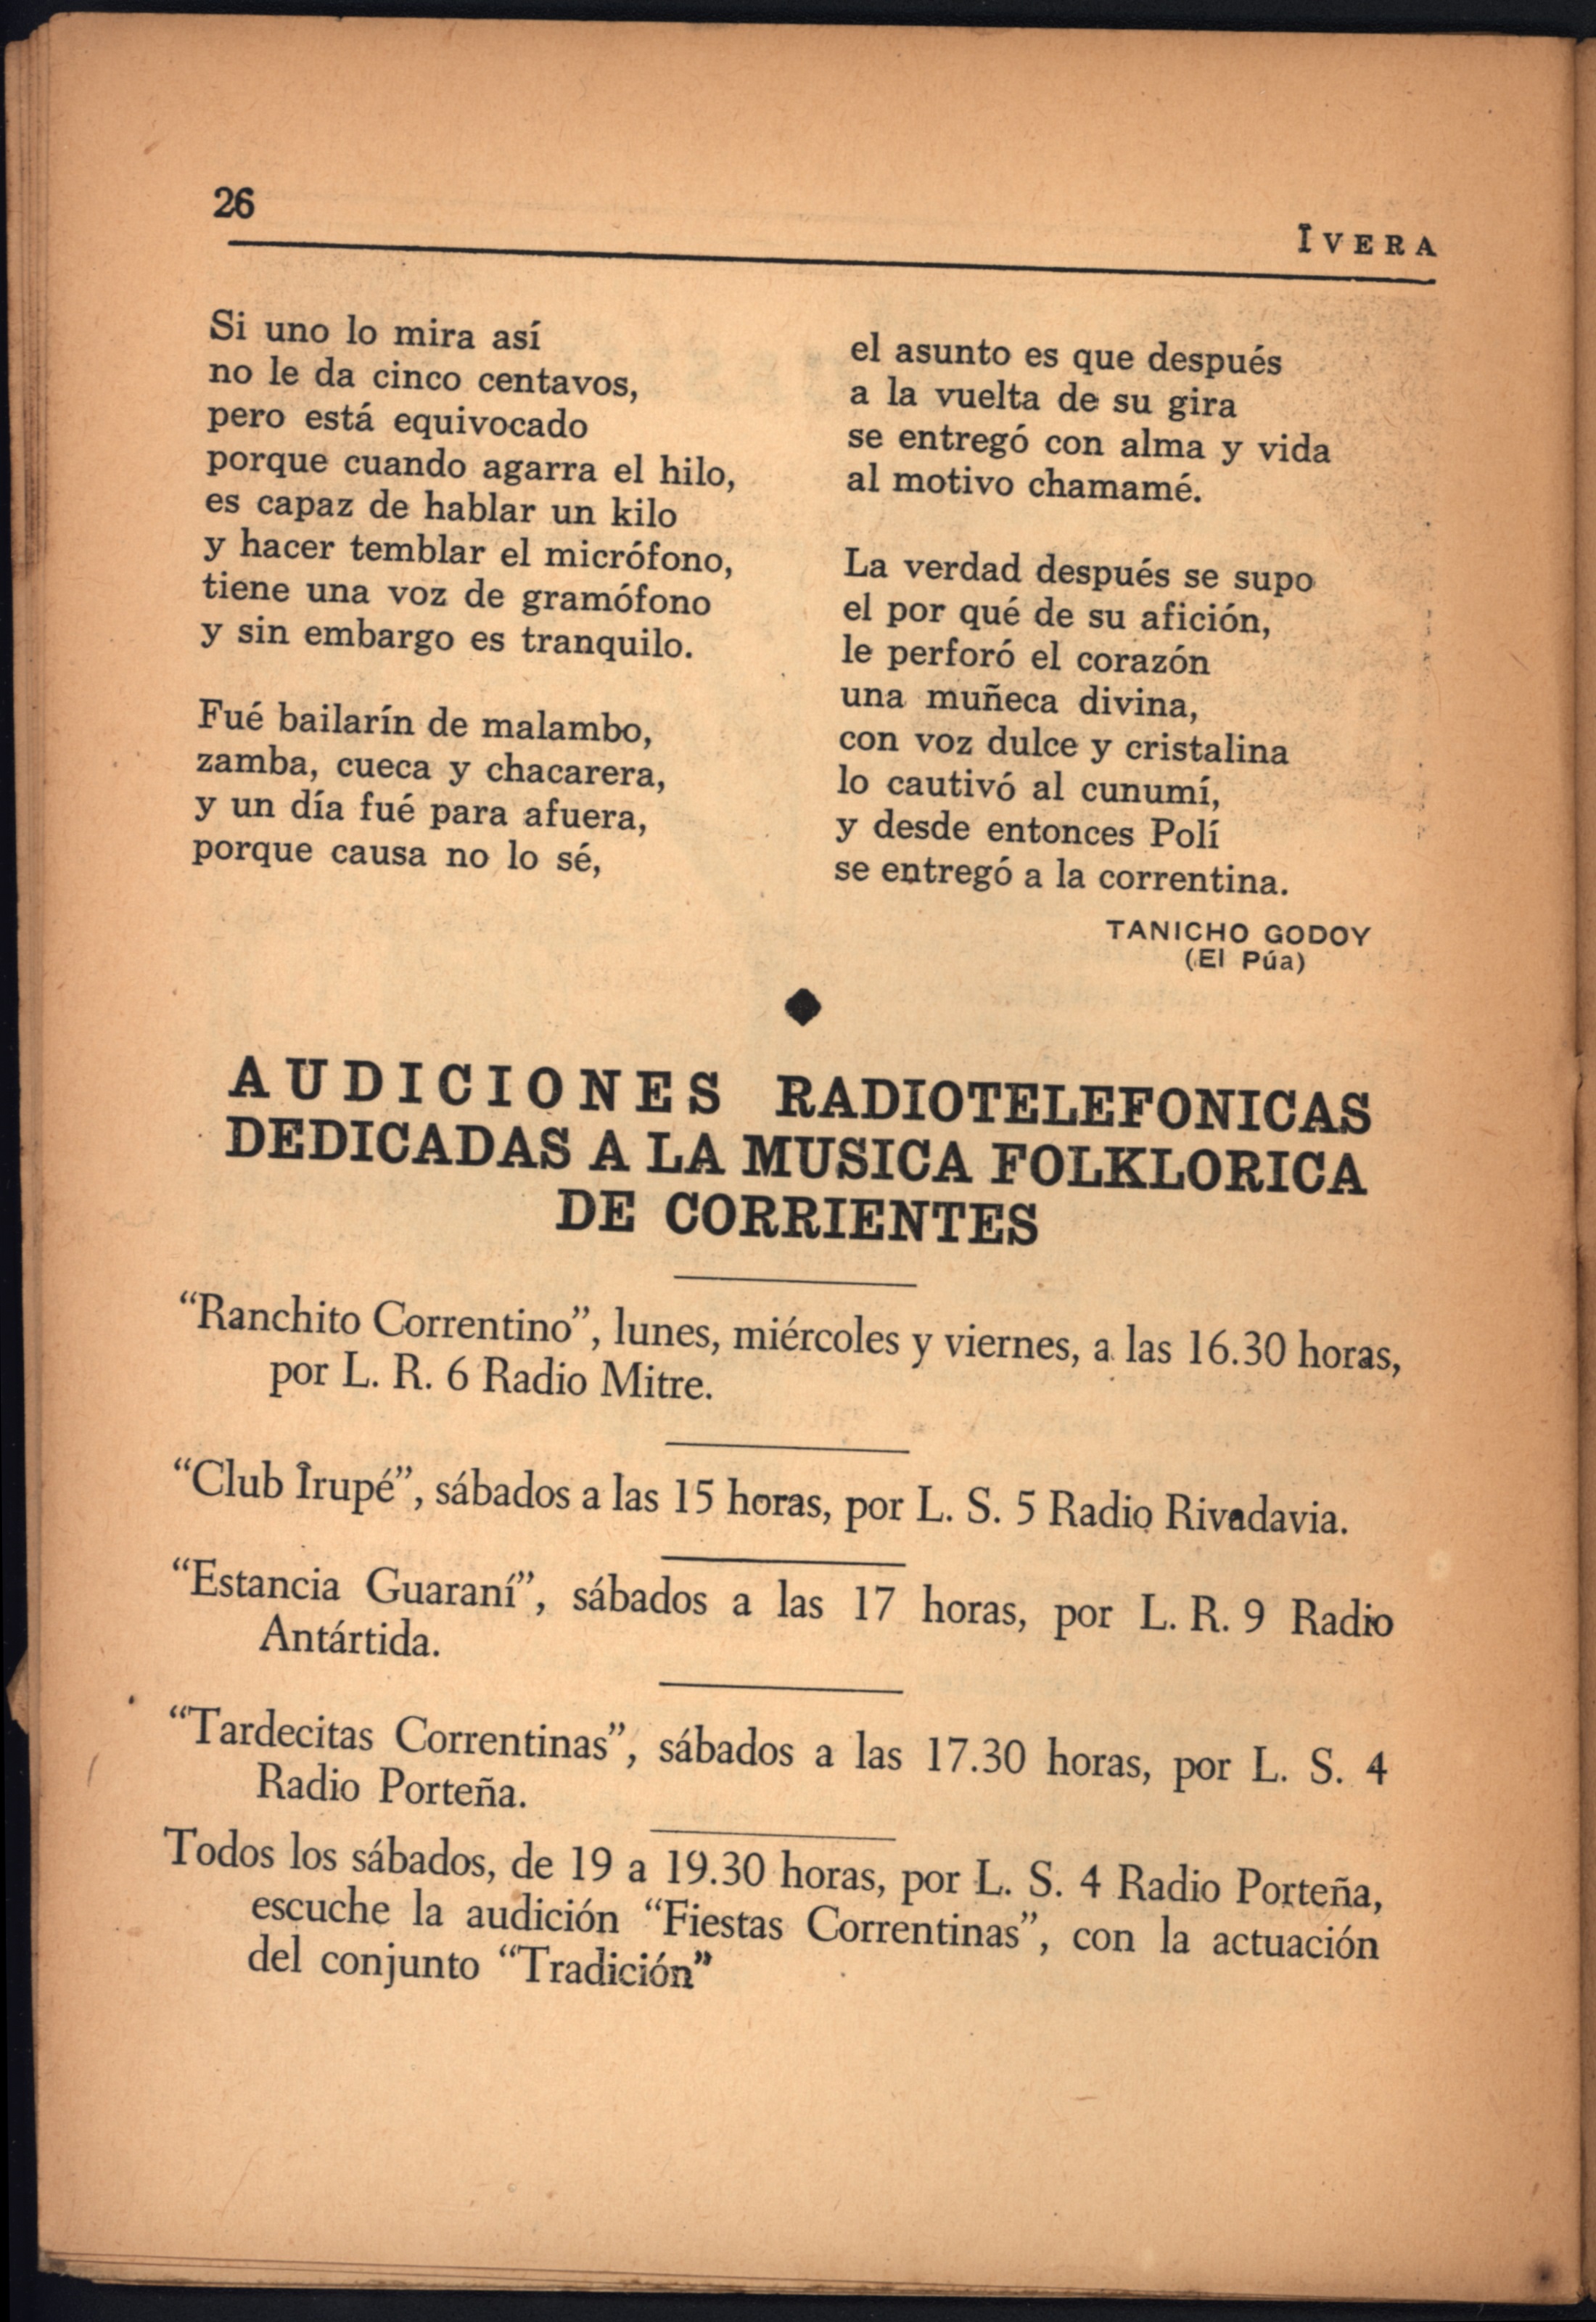 26
ĪVERA
Si uno lo mira así
no le da cinco centavos,
pero está equivocado
porque cuando agarra el hilo,
es capaz de hablar un kilo
y hacer temblar el micrófono,
tiene una voz de gramófono
y sin embargo es tranquilo.
Fué bailarín de malambo,
zamba, cueca y chacarera,
y un día fué para afuera,
porque causa no lo sé,
el asunto es que después
a la vuelta de su gira
se entregó con alma y vida
al motivo chamamé.
La verdad después se supo
el por qué de su afición,
le perforó el corazón
una muñeca divina,
con voz dulce y cristalina
lo cautivó al cunumí,
y desde entonces Polí
se entregó a la correntina.
TANICHO GODOY
(El Púa)
AUDICIONES RADIOTELEFONICAS
DEDICADAS A LA MUSICA FOLKLORICA
DE CORRIENTES
“Ranchito Correntino”, lunes, miércoles y viernes, a las 16.30 horas,
por L. R. 6 Radio Mitre.
“Club Îrupé”, sábados a las 15 horas, por L. S. 5 Radio Rivadavia.
“Estancia Guaraní”, sábados a las 17 horas, por L. R. 9 Radio
Antártida.
“Tardecitas Correntinas”, sábados a las 17.30 horas, por L. S. 4
Radio Porteña.
Todos los sábados, de 19 a 19.30 horas, por L. S. 4 Radio Porteña,
escuche la audición “Fiestas Correntinas”, con la actuación
del conjunto “Tradición”